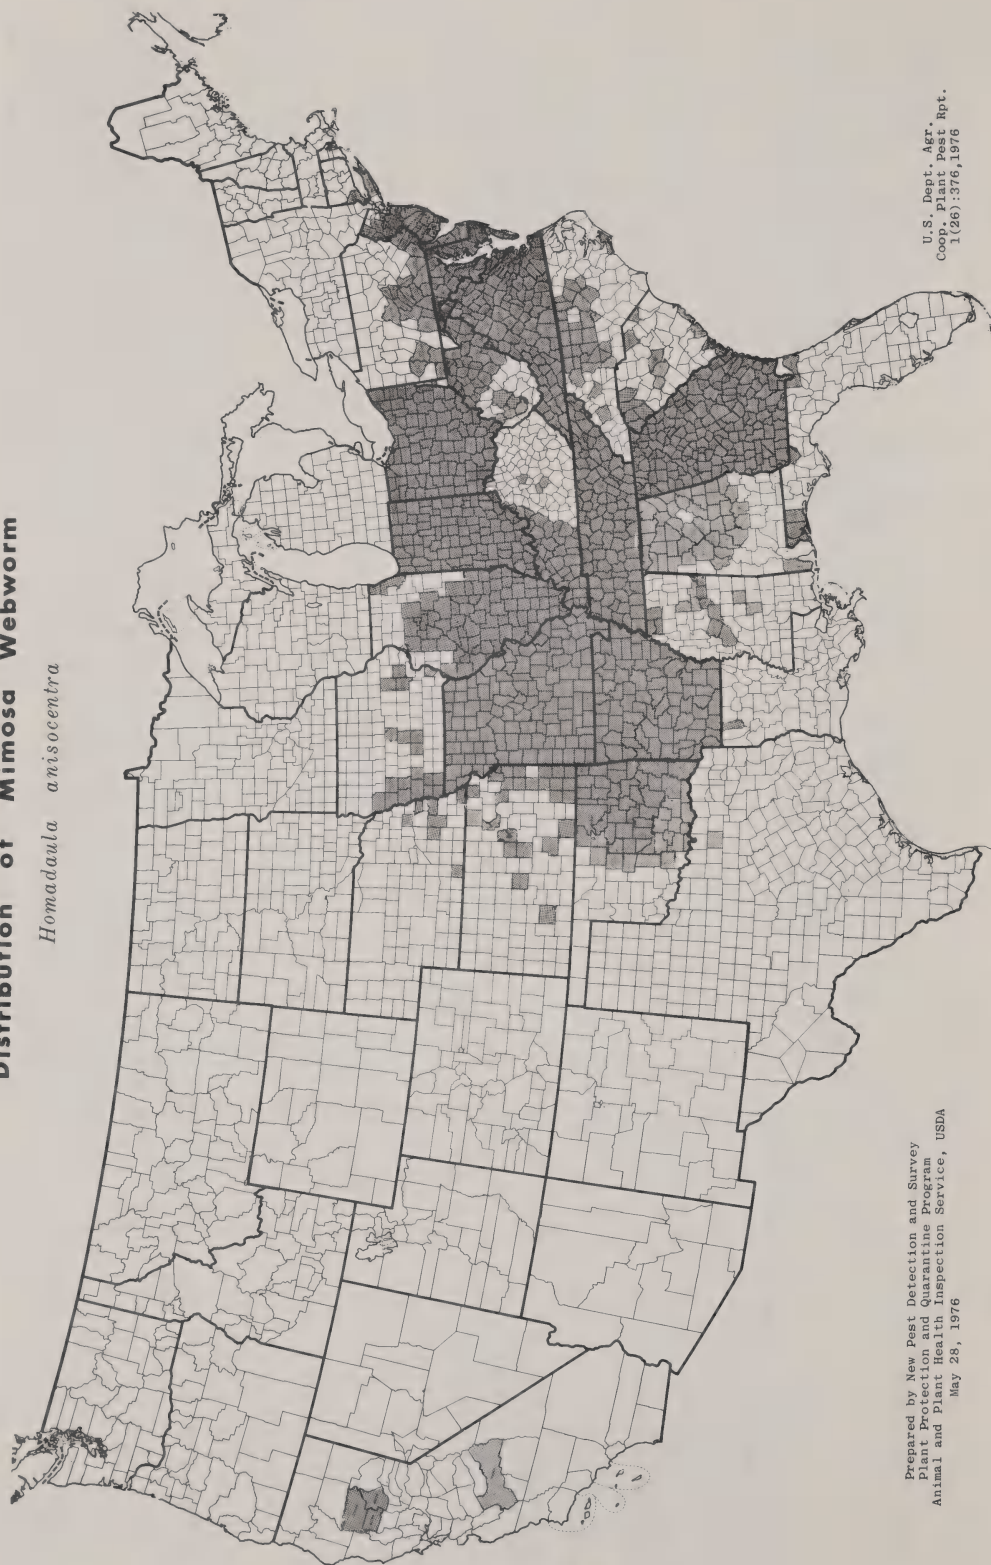 Distribution of Mimosa Webworm
Homadaula anisocentra
U.S. Dept. Agr.
Coop. Plant Pest Rpt.
1(26):376,1976
Prepared by New Pest Detection and Survey
Plant Protection and Quarantine Program
Animal and Plant Health Inspection Service, USDA
May 28, 1976